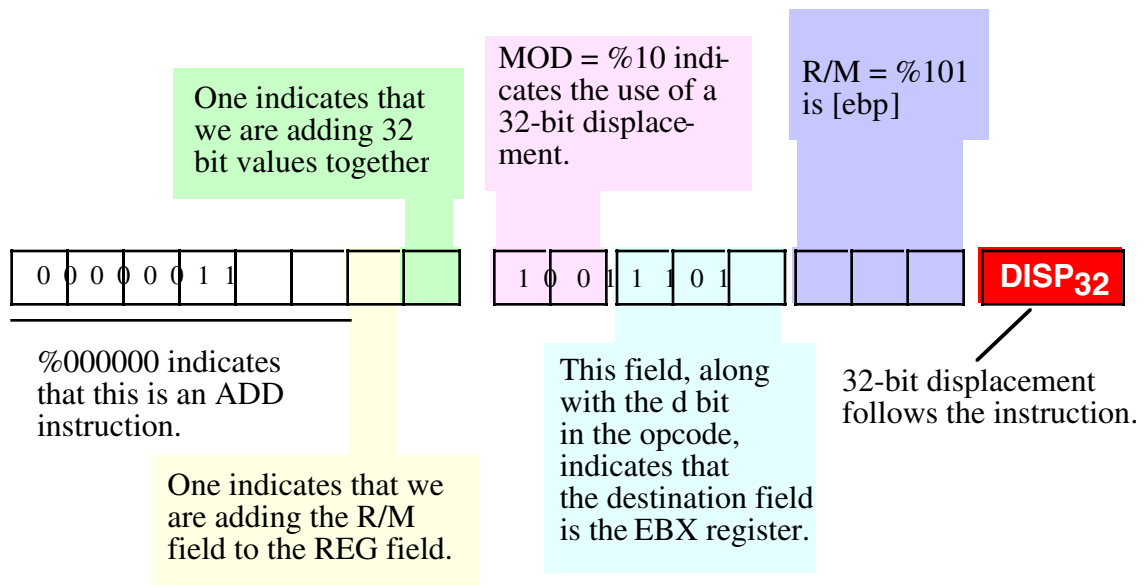 One indicates that
we are adding 32
bit values together
MOD = %10 indi-
cates the use of a
32-bit displace-
ment.
R/M = %101
is [ebp]
0 0 0 0 0 0 1 1
1 0 0 1 1 1 0 1
DISP32
%000000 indicates
that this is an ADD
instruction.
One indicates that we
are adding the R/M
field to the REG field.
This field, along
with the d bit
in the opcode,
indicates that
the destination field
is the EBX register.
32-bit displacement
follows the instruction.